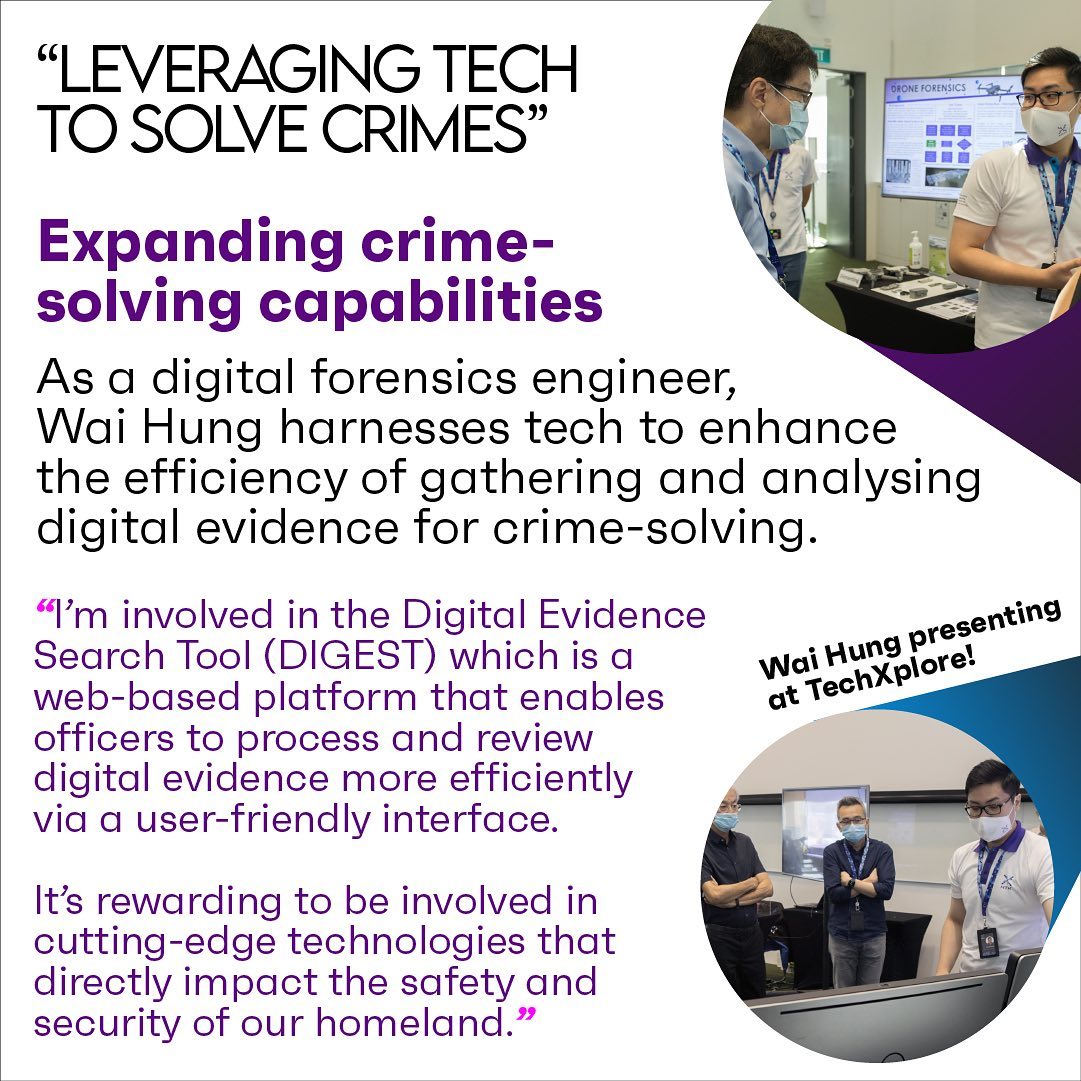 “LEVERAGING TECH
TO SOLVE CRIMES”
Expanding crime-
solving capabilities
As a digital forensics engineer,
Wai Hung harnesses tech to enhance
the efficiency of gathering and analysing
digital evidence for crime-solving.
“I’m involved in the Digital Evidence
Search Tool (DIGEST) which is a
web-based platform that enables
officers to process and review
digital evidence more efficiently
via a user-friendly interface.
It’s rewarding to be involved in
cutting-edge technologies that
directly impact the safety and
security of our homeland.”
DRONE FORENSICS
EXIT
Wai Hung presenting
at TechXplore!
HTX